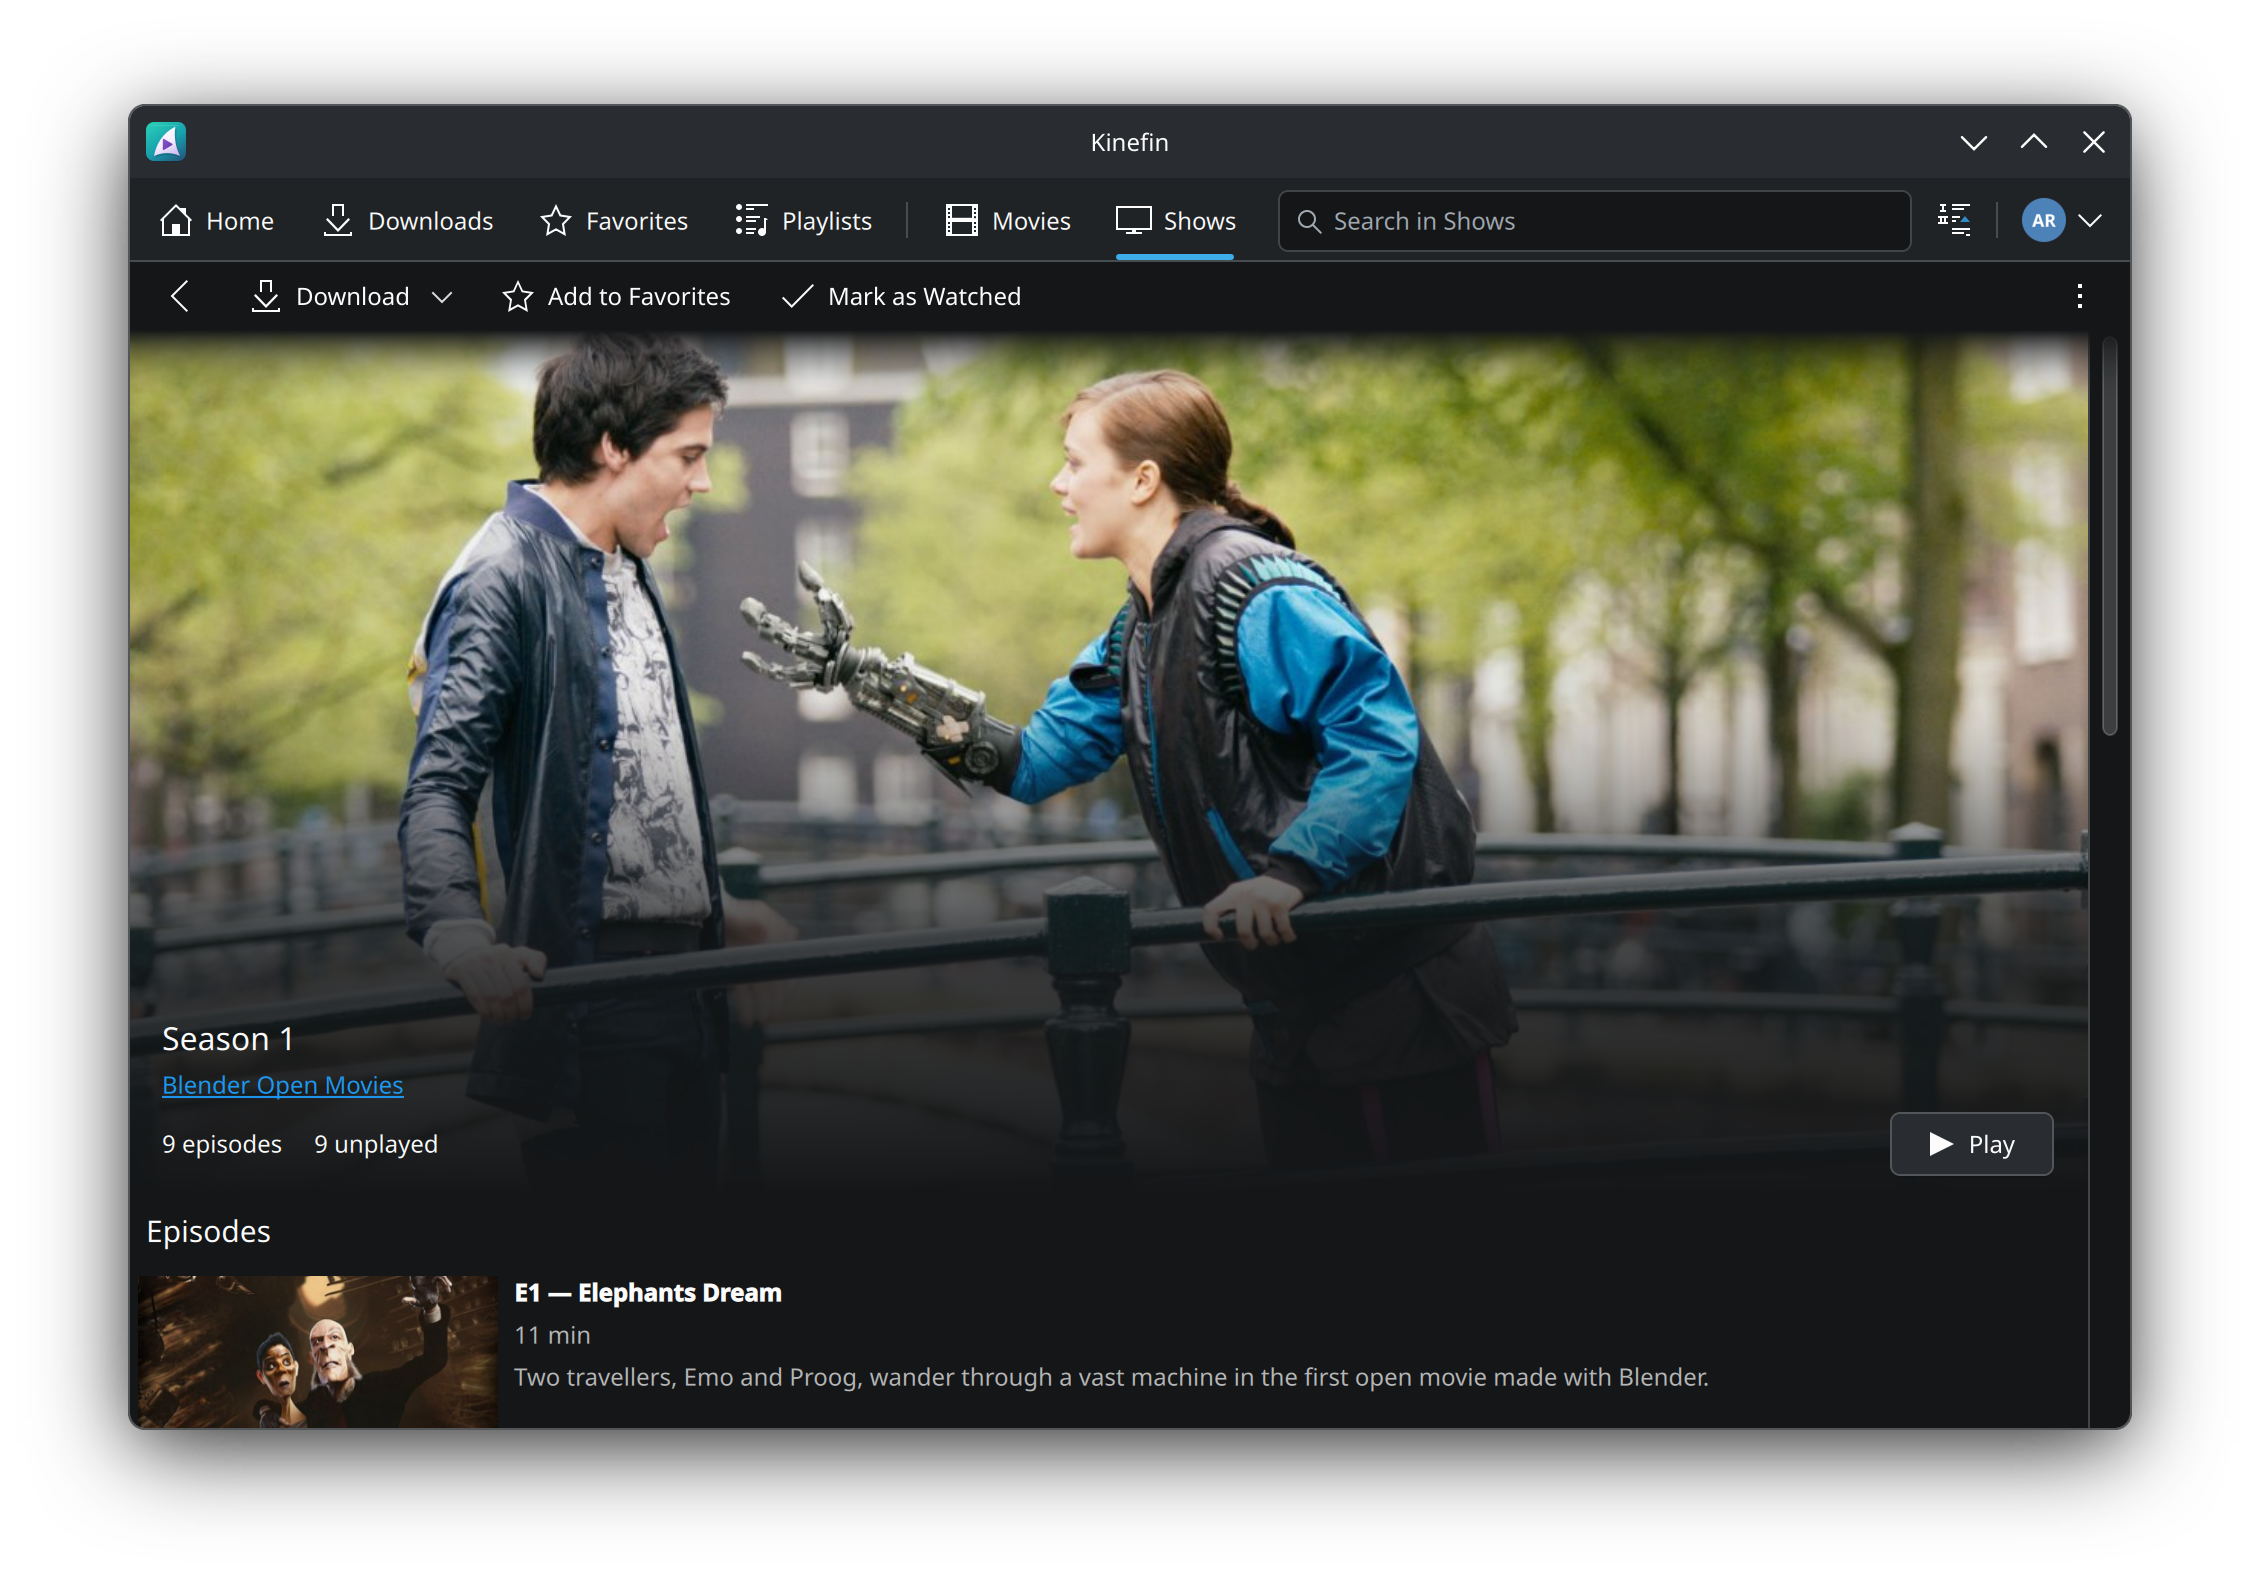 Kinefin
Home Downloads Favorites Playlists Movies Shows Search in Shows AR
Download Add to Favorites Mark as Watched
Season 1
Blender Open Movies
9 episodes 9 unplayed
Play
Episodes
E1 — Elephants Dream
11 min
Two travellers, Emo and Proog, wander through a vast machine in the first open movie made with Blender.